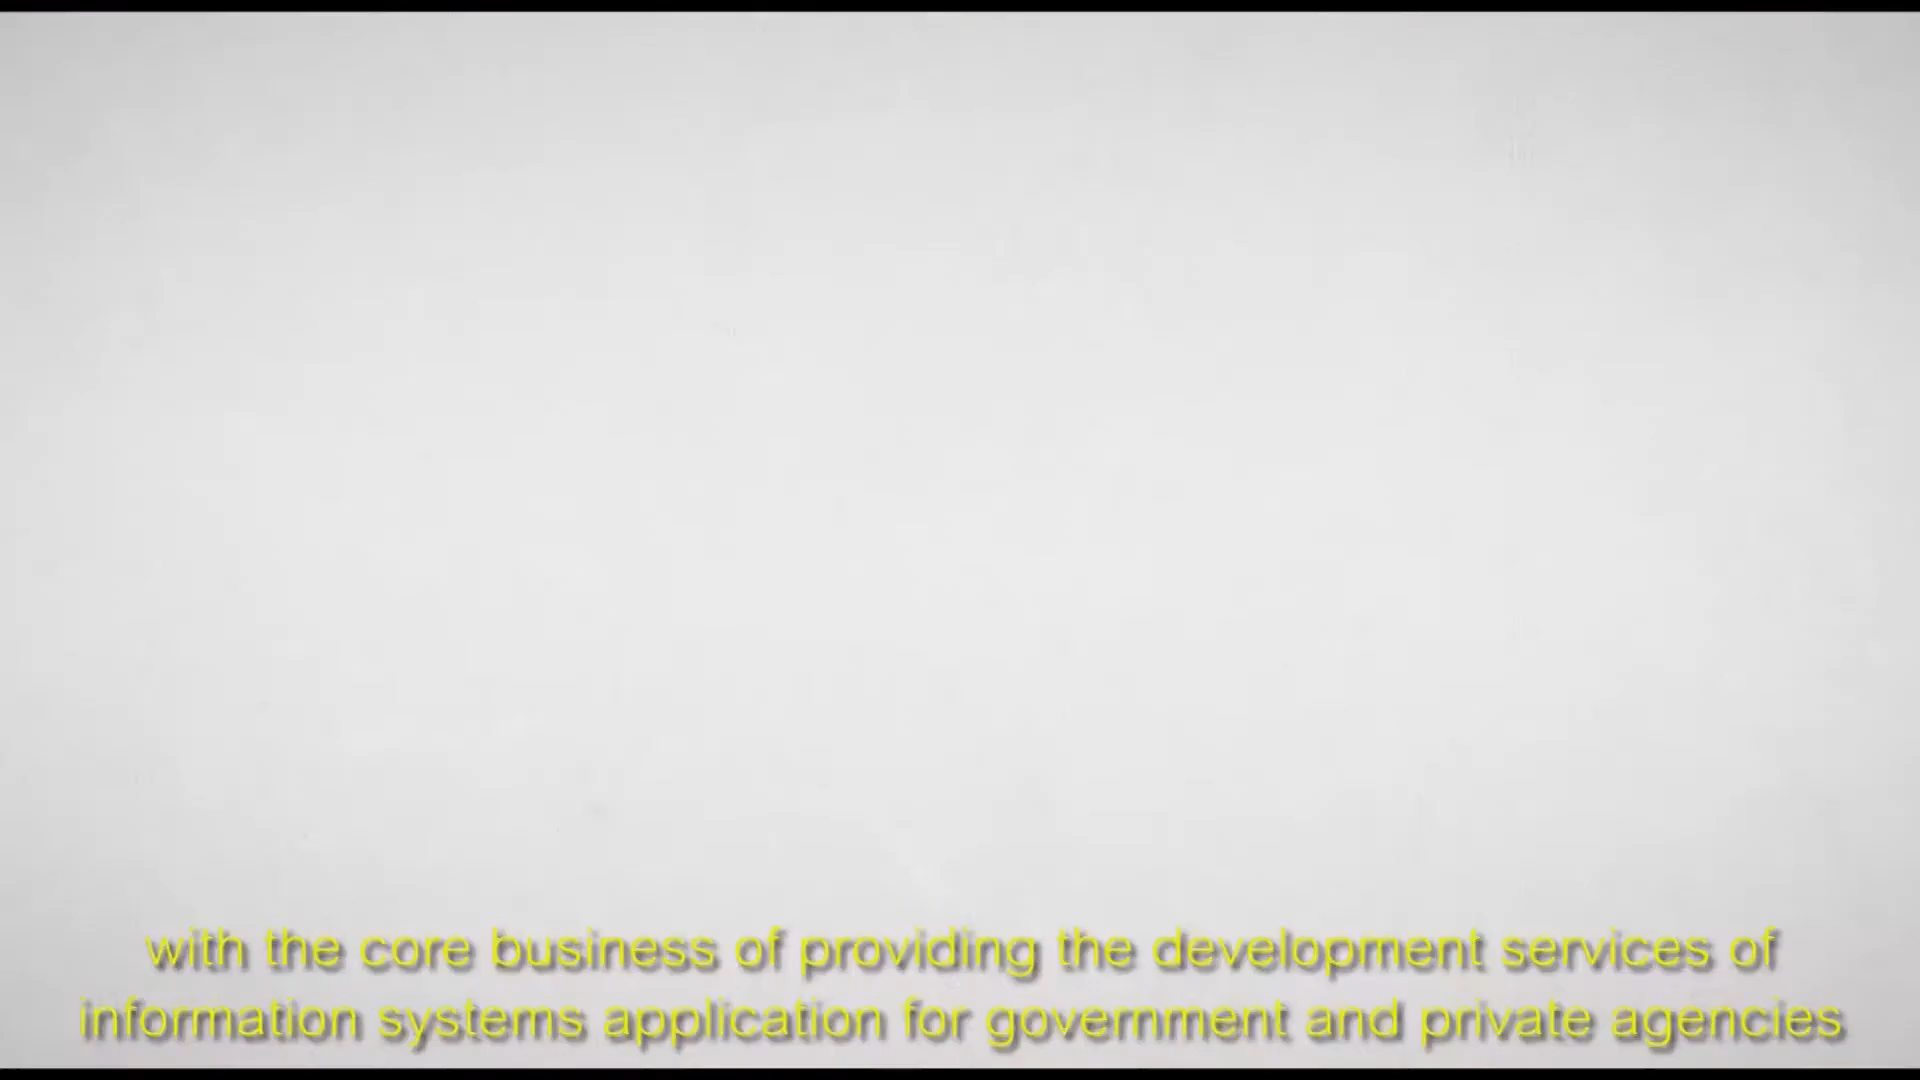 with the core business of providing the development services of
information systems application for government and private agencies